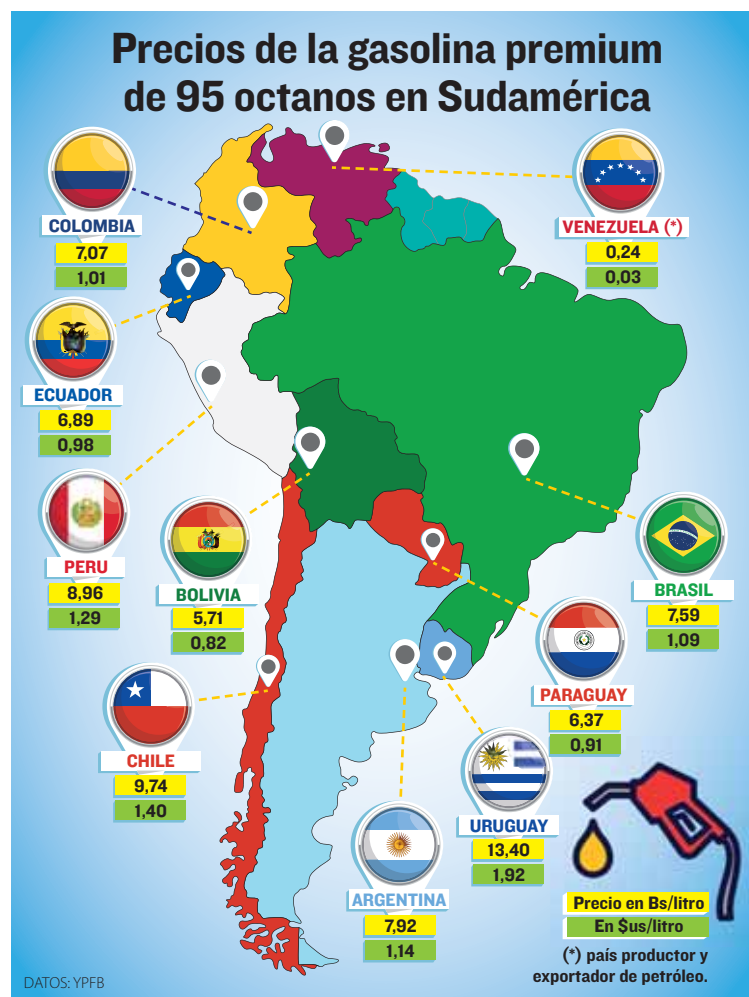 Precios de la gasolina premium
de 95 octanos en Sudamérica
COLOMBIA
7,07
1,01
VENEZUELA (*)
0,24
0,03
ECUADOR
6,89
0,98
PERU
8,96
1,29
BOLIVIA
5,71
0,82
BRASIL
7,59
1,09
PARAGUAY
6,37
0,91
CHILE
9,74
1,40
URUGUAY
13,40
1,92
ARGENTINA
7,92
1,14
Precio en Bs/litro
En $us/litro
(*) país productor y
exportador de petróleo.
DATOS: YPFB